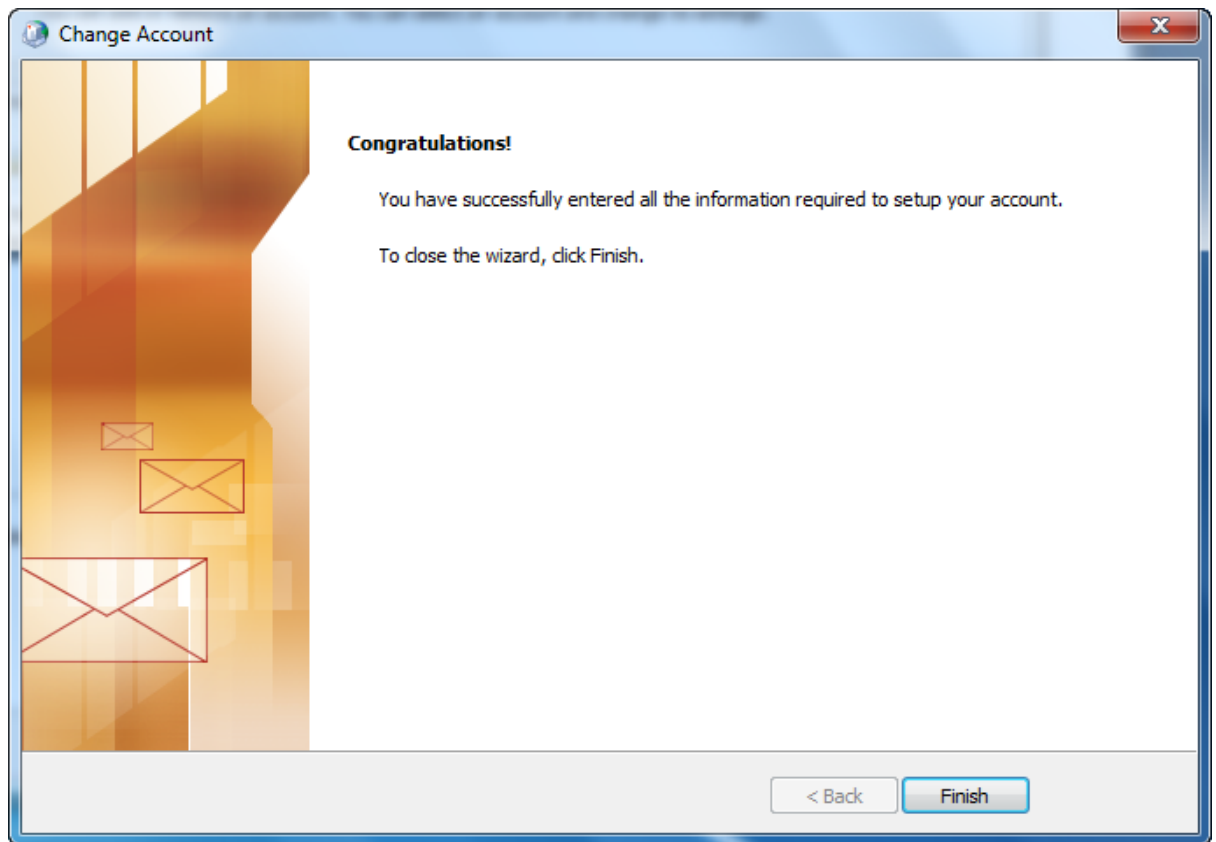 Change Account
Congratulations!
You have successfully entered all the information required to setup your account.
To close the wizard, click Finish.
< Back
Finish